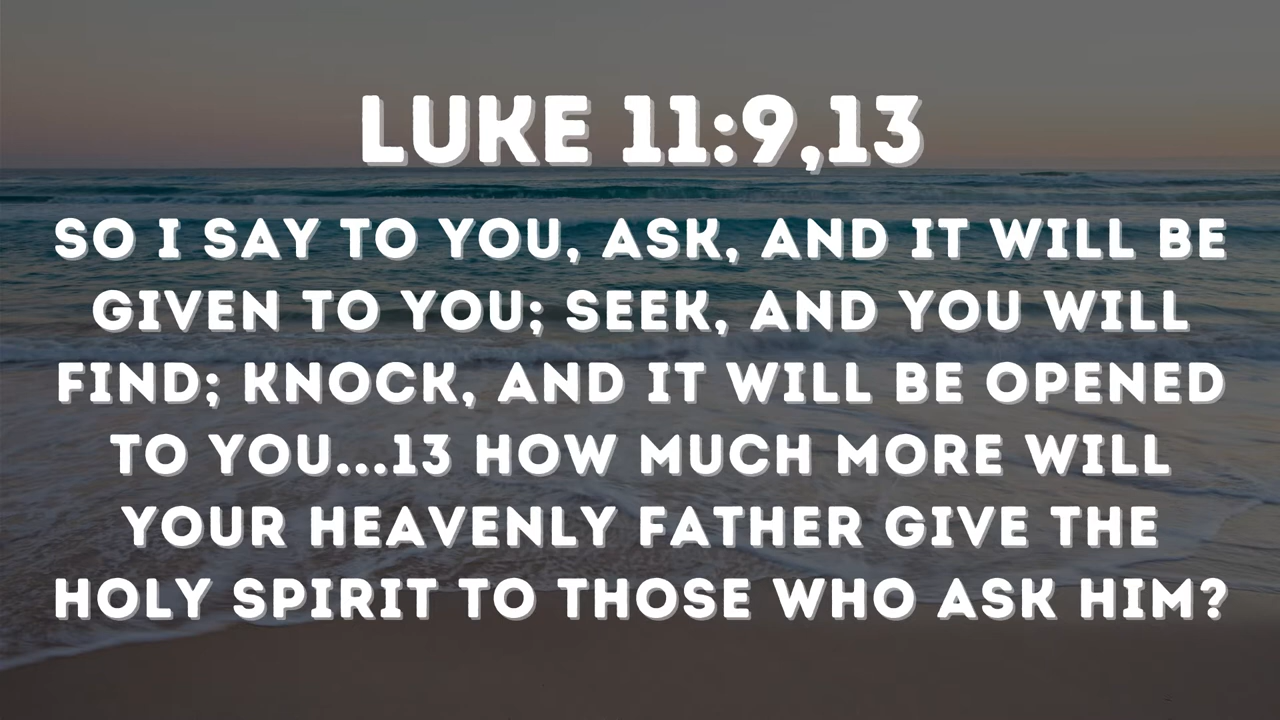 LUKE 11:9,13
SO I SAY TO YOU, ASK, AND IT WILL BE
GIVEN TO YOU; SEEK, AND YOU WILL
FIND; KNOCK, AND IT WILL BE OPENED
TO YOU...13 HOW MUCH MORE WILL
YOUR HEAVENLY FATHER GIVE THE
HOLY SPIRIT TO THOSE WHO ASK HIM?